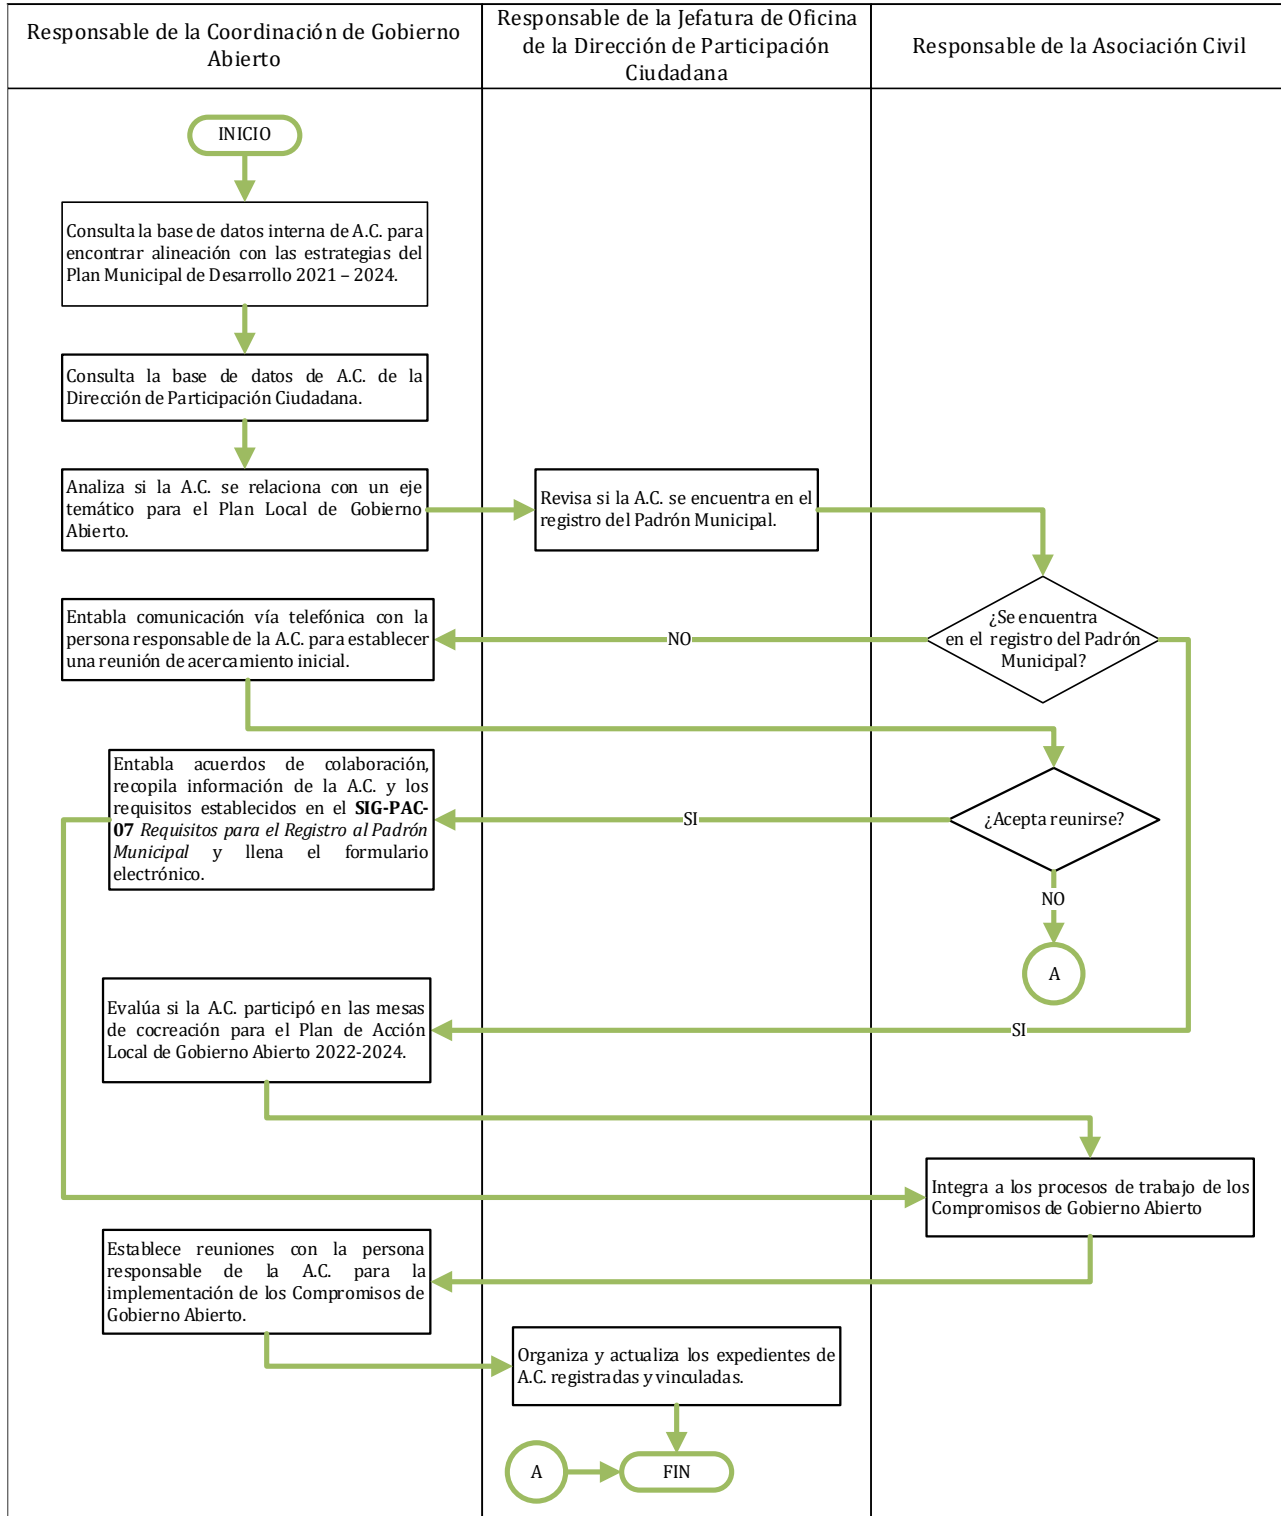 Responsable de la Coordinación de Gobierno
Abierto
Responsable de la Jefatura de Oficina
de la Dirección de Participación
Ciudadana
Responsable de la Asociación Civil
INICIO
Consulta la base de datos interna de A.C. para
encontrar alineación con las estrategias del
Plan Municipal de Desarrollo 2021 – 2024.
Consulta la base de datos de A.C. de la
Dirección de Participación Ciudadana.
Analiza si la A.C. se relaciona con un eje
temático para el Plan Local de Gobierno
Abierto.
Revisa si la A.C. se encuentra en el
registro del Padrón Municipal.
¿Se encuentra
en el registro del Padrón
Municipal?
NO
Entabla comunicación vía telefónica con la
persona responsable de la A.C. para establecer
una reunión de acercamiento inicial.
¿Acepta reunirse?
SI
Entabla acuerdos de colaboración,
recopila información de la A.C. y los
requisitos establecidos en el SIG-PAC-
07 Requisitos para el Registro al Padrón
Municipal y llena el formulario
electrónico.
NO
A
SI
Evalúa si la A.C. participó en las mesas
de cocreación para el Plan de Acción
Local de Gobierno Abierto 2022-2024.
Integra a los procesos de trabajo de los
Compromisos de Gobierno Abierto
Establece reuniones con la persona
responsable de la A.C. para la
implementación de los Compromisos de
Gobierno Abierto.
Organiza y actualiza los expedientes de
A.C. registradas y vinculadas.
A
FIN